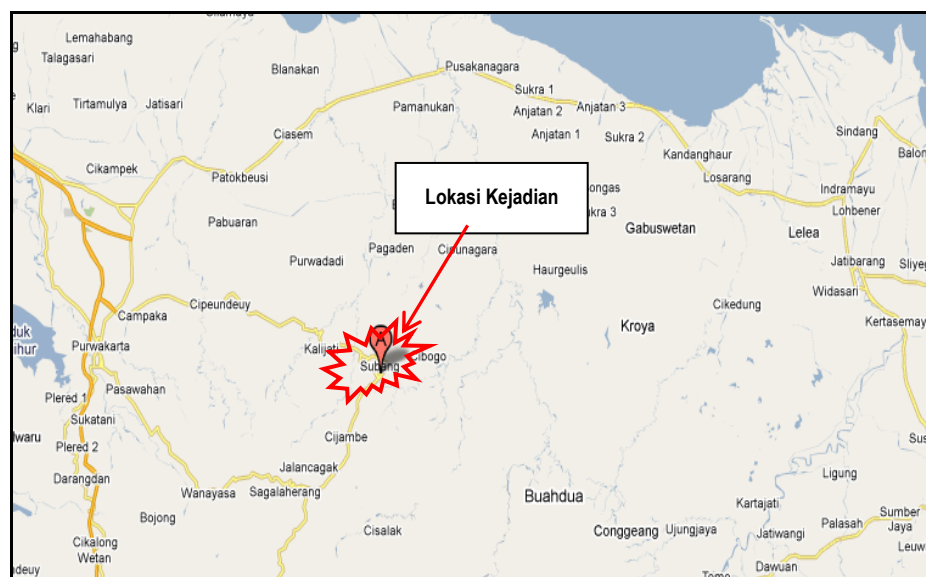 Lemahabang
Talagasari
Blanakan
Pusakanagara
Klari
Tirtamulya
Jatisari
Pamanukan
Sukra 1
Anjatan 2
Anjatan 3
Ciasem
Anjatan 1
Sukra 2
Sindang
Cikampek
Kandanghaur
Patokbeusi
Losarang
Indramayu
Lohbener
Lokasi Kejadian
Pabuaran
Gabuswetan
Lelea
Pagaden
Purwadadi
Haurgeulis
Jatibarang
Widasari
Cipeundeuy
Cikedung
Campaka
Kertasemay
Kroya
Purwakarta
Kalijati
A
Subang
Cibogo
Pasawahan
Plered 1
Sukatani
Plered 2
Cijambe
Darangdan
Jalancagak
Wanayasa
Sagalaherang
Ligung
Buahdua
Kartajati
Bojong
Cisalak
Conggeang
Ujungjaya
Jatiwangi
Palasah
Sumber
Jaya
Cikalong
Wetan
Dawuan
Tomo